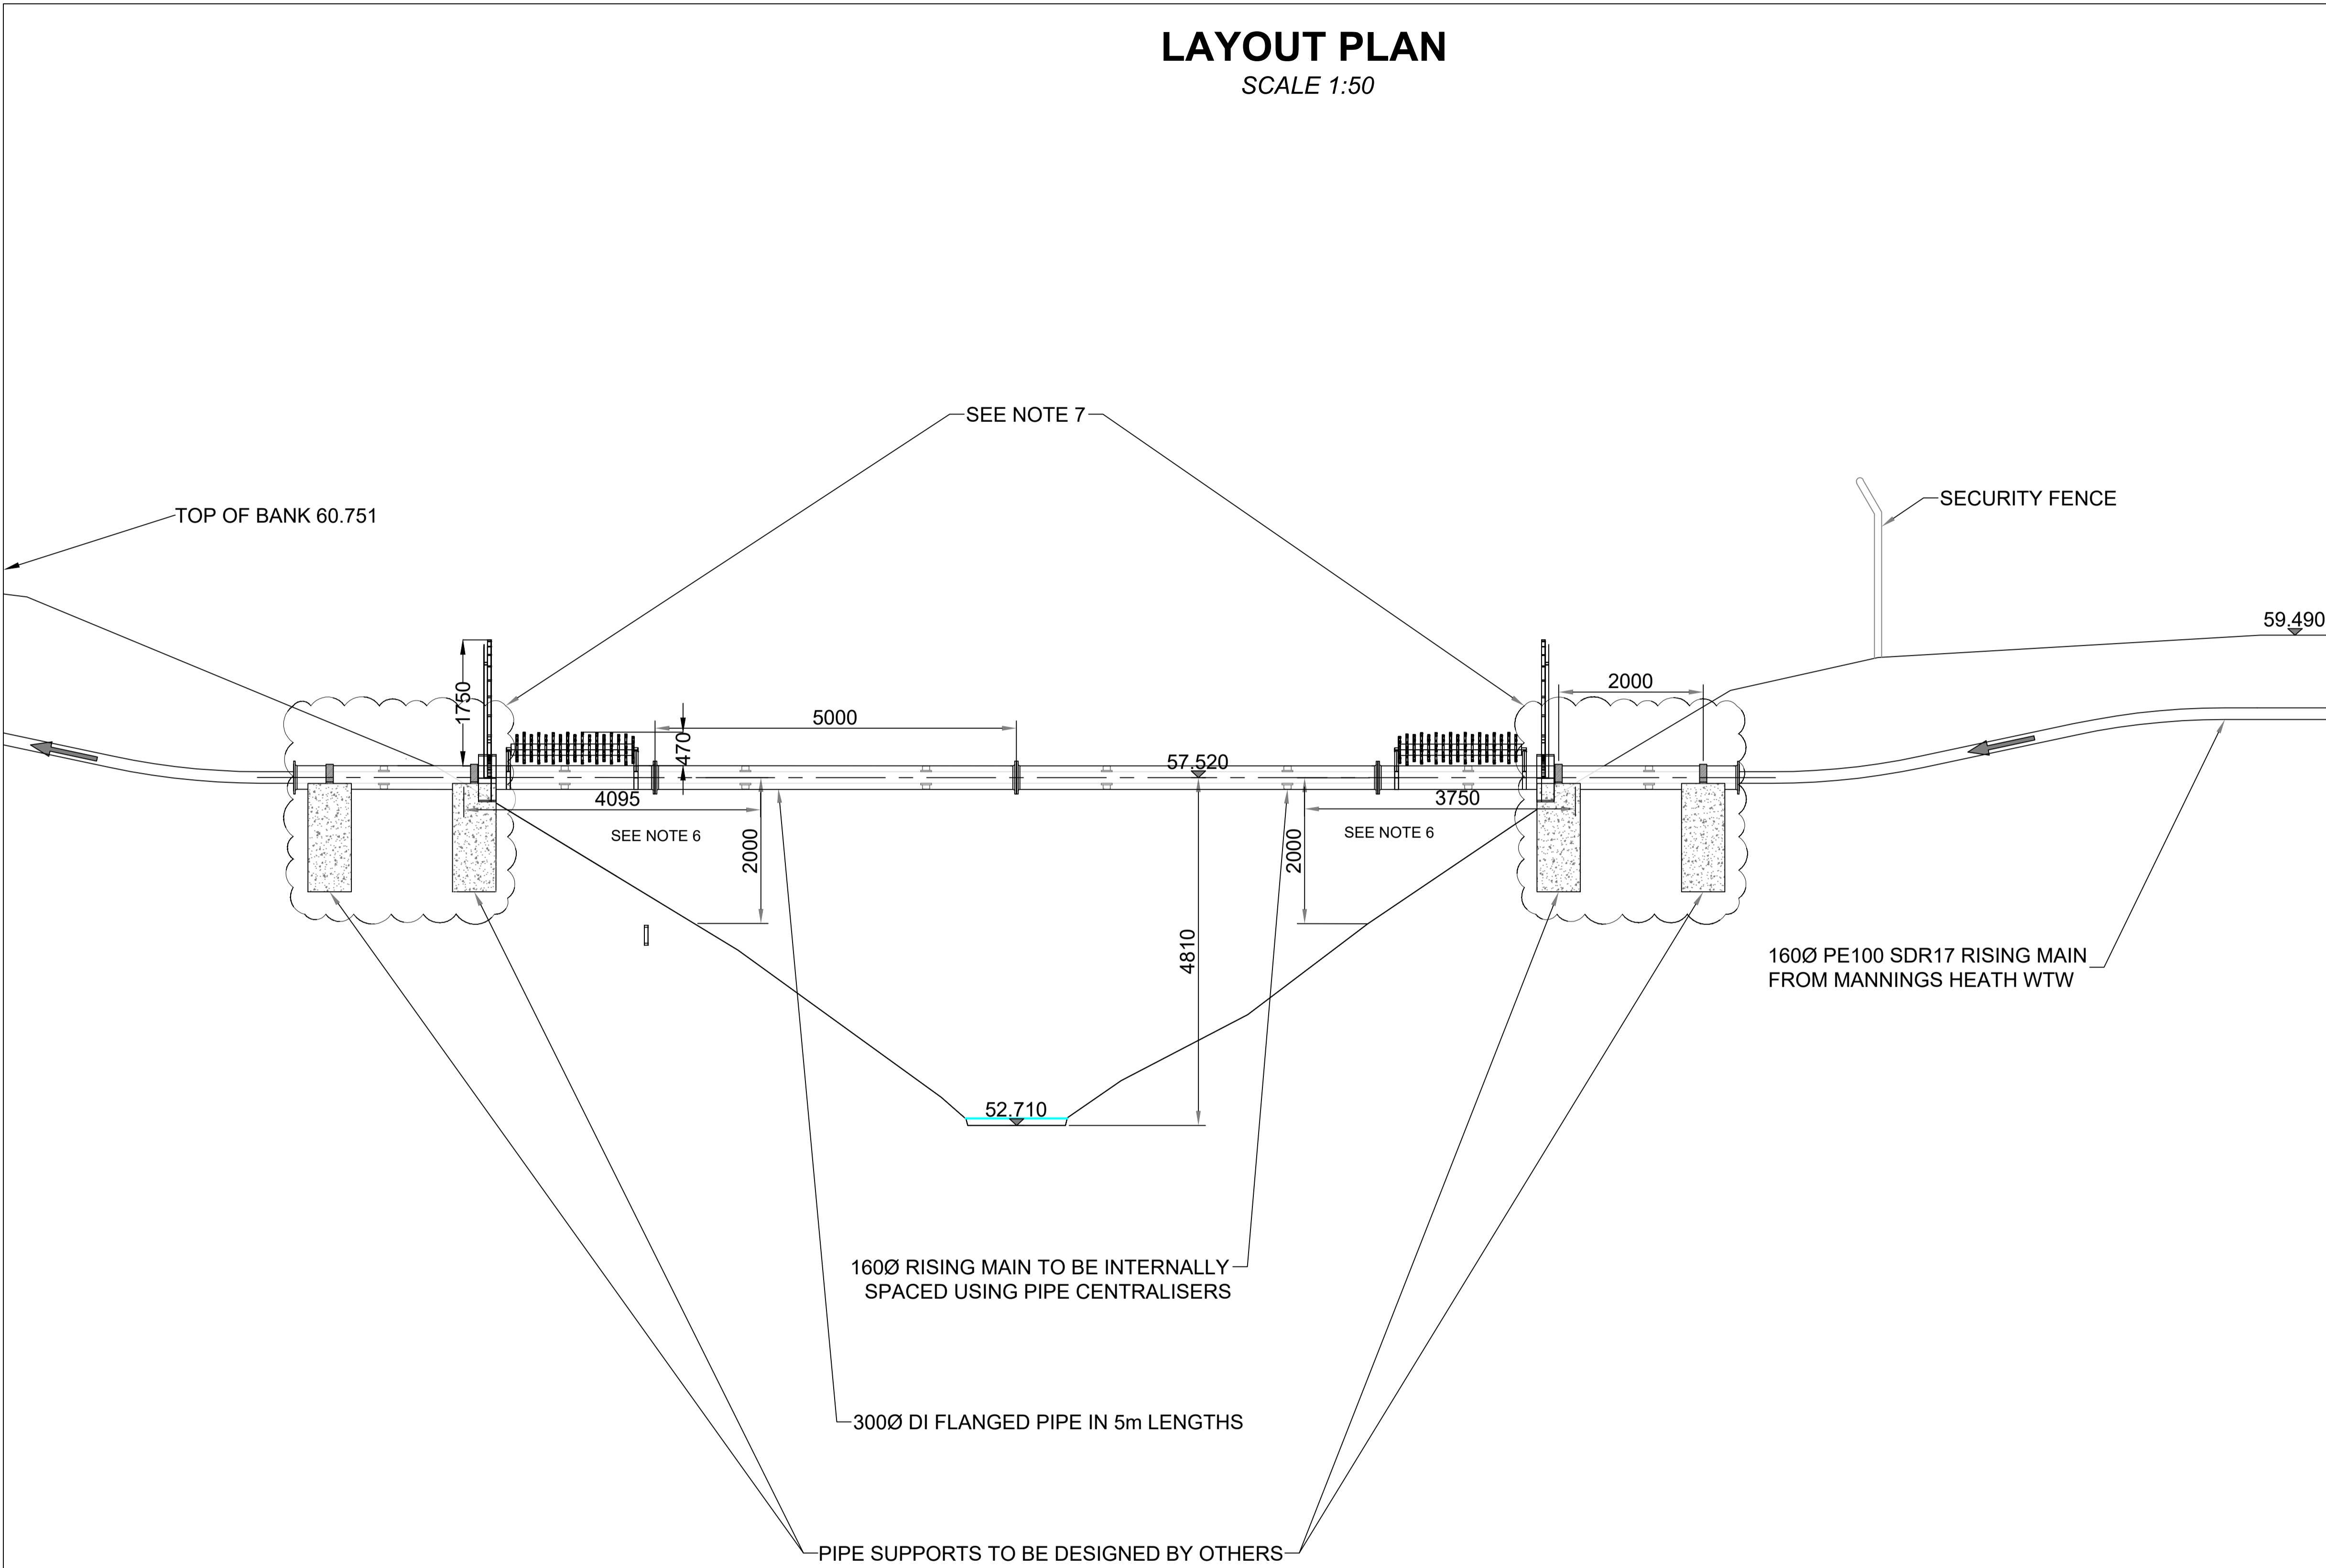 LAYOUT PLAN
SCALE 1:50
SEE NOTE 7
TOP OF BANK 60.751
SECURITY FENCE
59.490
1750
470
5000
57.520
2000
4095
3750
SEE NOTE 6
SEE NOTE 6
2000
2000
4810
160Ø PE100 SDR17 RISING MAIN
FROM MANNINGS HEATH WTW
52.710
160Ø RISING MAIN TO BE INTERNALLY
SPACED USING PIPE CENTRALISERS
300Ø DI FLANGED PIPE IN 5m LENGTHS
PIPE SUPPORTS TO BE DESIGNED BY OTHERS